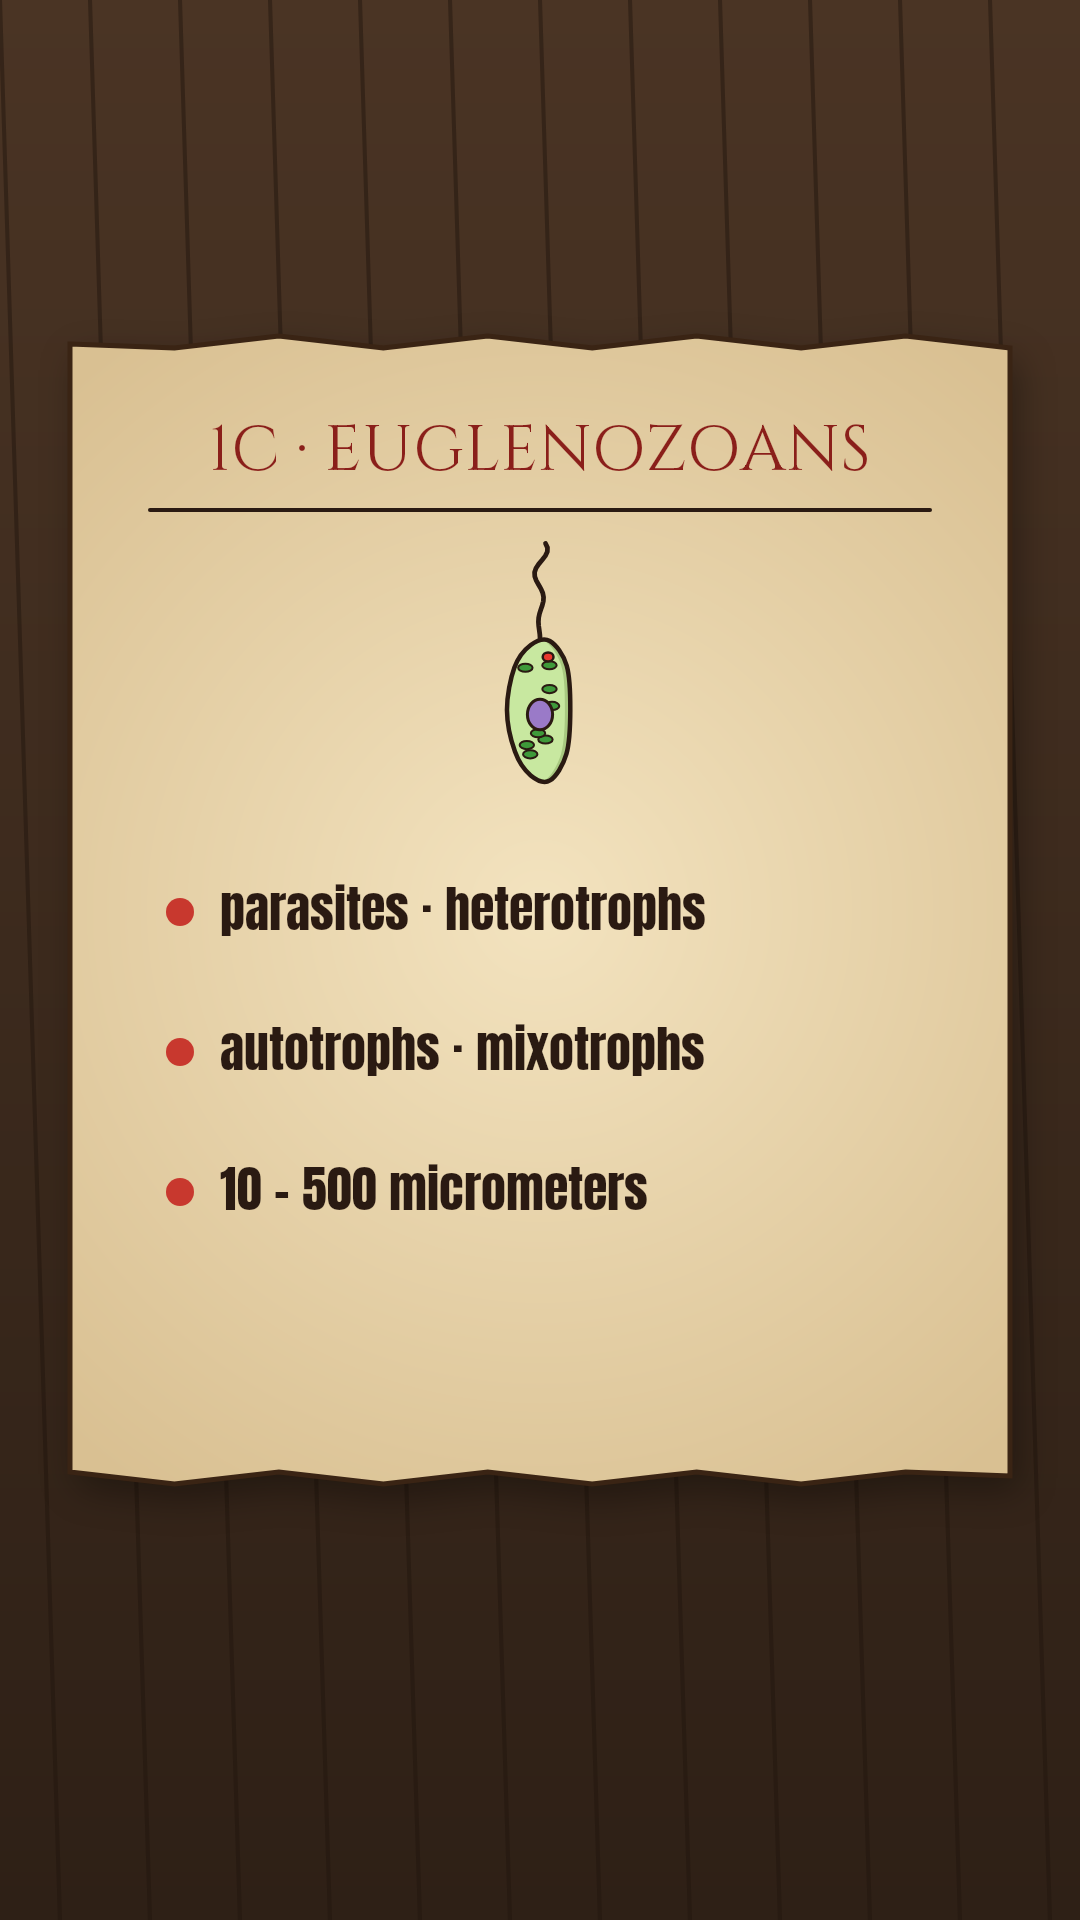 1C · EUGLENOZOANS
parasites · heterotrophs
autotrophs · mixotrophs
10 – 500 micrometers